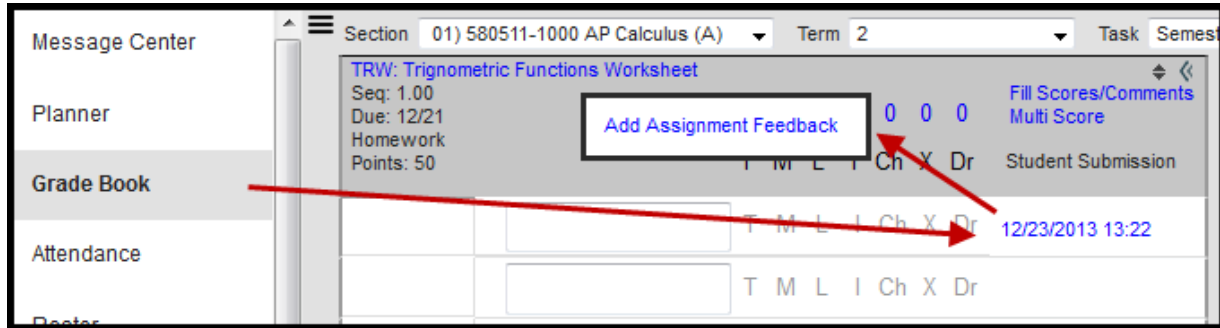 Message Center
Planner
Grade Book
Attendance
Section 01) 580511-1000 AP Calculus (A) Term 2 Task Semest
TRW: Trignometric Functions Worksheet
Seq: 1.00
Due: 12/21
Homework
Points: 50
Add Assignment Feedback
0 0 0
Fill Scores/Comments
Multi Score
T M L I Ch X Dr Student Submission
T M L I Ch X Dr 12/23/2013 13:22
T M L I Ch X Dr